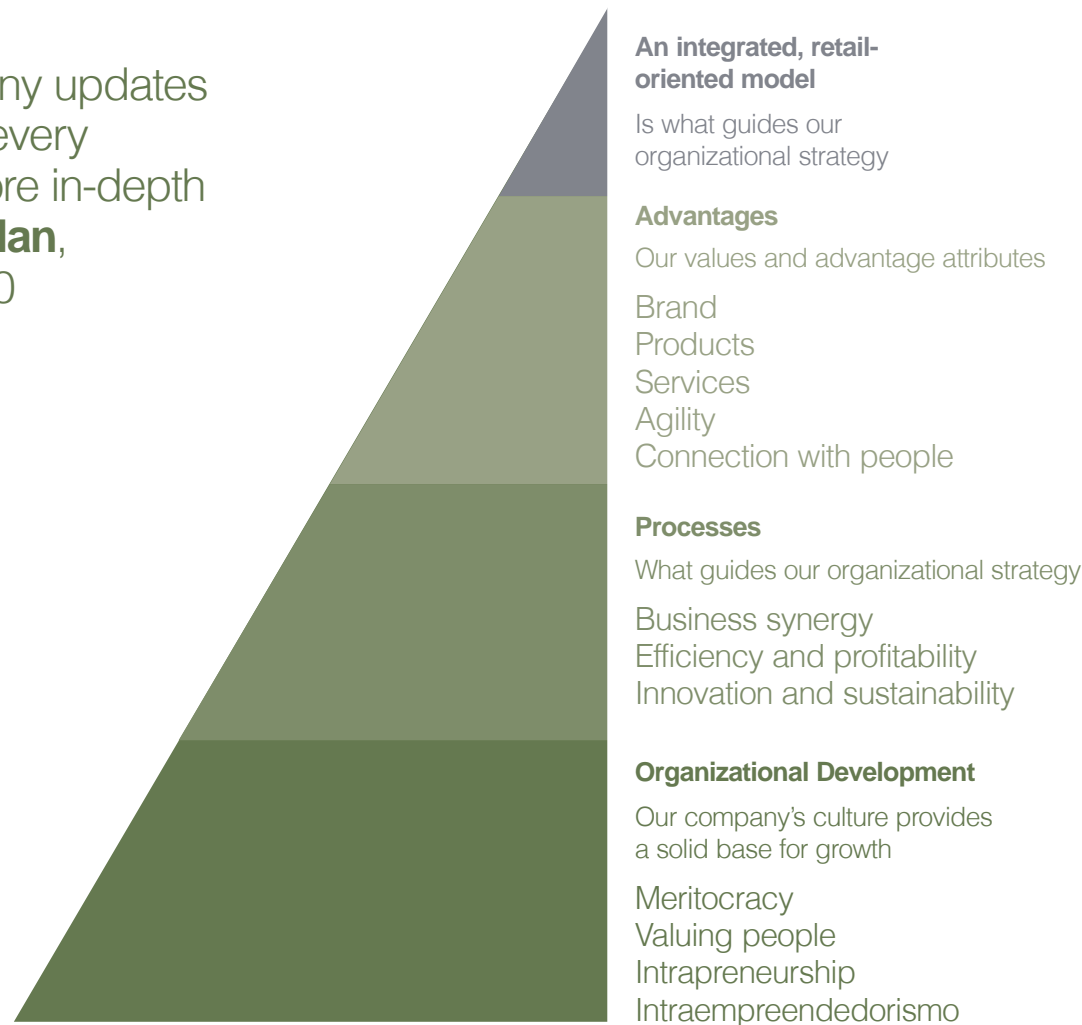 ny updates
every
ore in-depth
lan,
0
An integrated, retail-
oriented model
Is what guides our
organizational strategy
Advantages
Our values and advantage attributes
Brand
Products
Services
Agility
Connection with people
Processes
What guides our organizational strategy
Business synergy
Efficiency and profitability
Innovation and sustainability
Organizational Development
Our company’s culture provides
a solid base for growth
Meritocracy
Valuing people
Intrapreneurship
Intraempreendedorismo